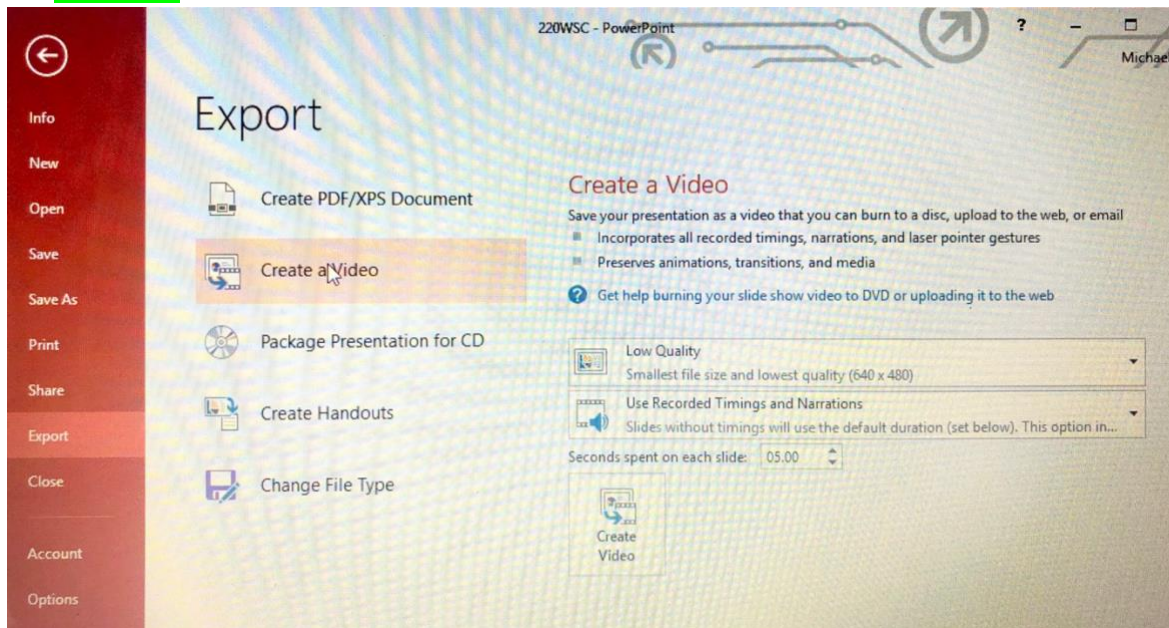 220WSC - PowerPoint
?
Michael
Info
New
Open
Save
Save As
Print
Share
Export
Close
Account
Options
Export
Create PDF/XPS Document
Create a Video
Package Presentation for CD
Create Handouts
Change File Type
Create a Video
Save your presentation as a video that you can burn to a disc, upload to the web, or email
Incorporates all recorded timings, narrations, and laser pointer gestures
Preserves animations, transitions, and media
Get help burning your slide show video to DVD or uploading it to the web
Low Quality
Smallest file size and lowest quality (640 x 480)
Use Recorded Timings and Narrations
Slides without timings will use the default duration (set below). This option in...
Seconds spent on each slide: 05.00
Create
Video